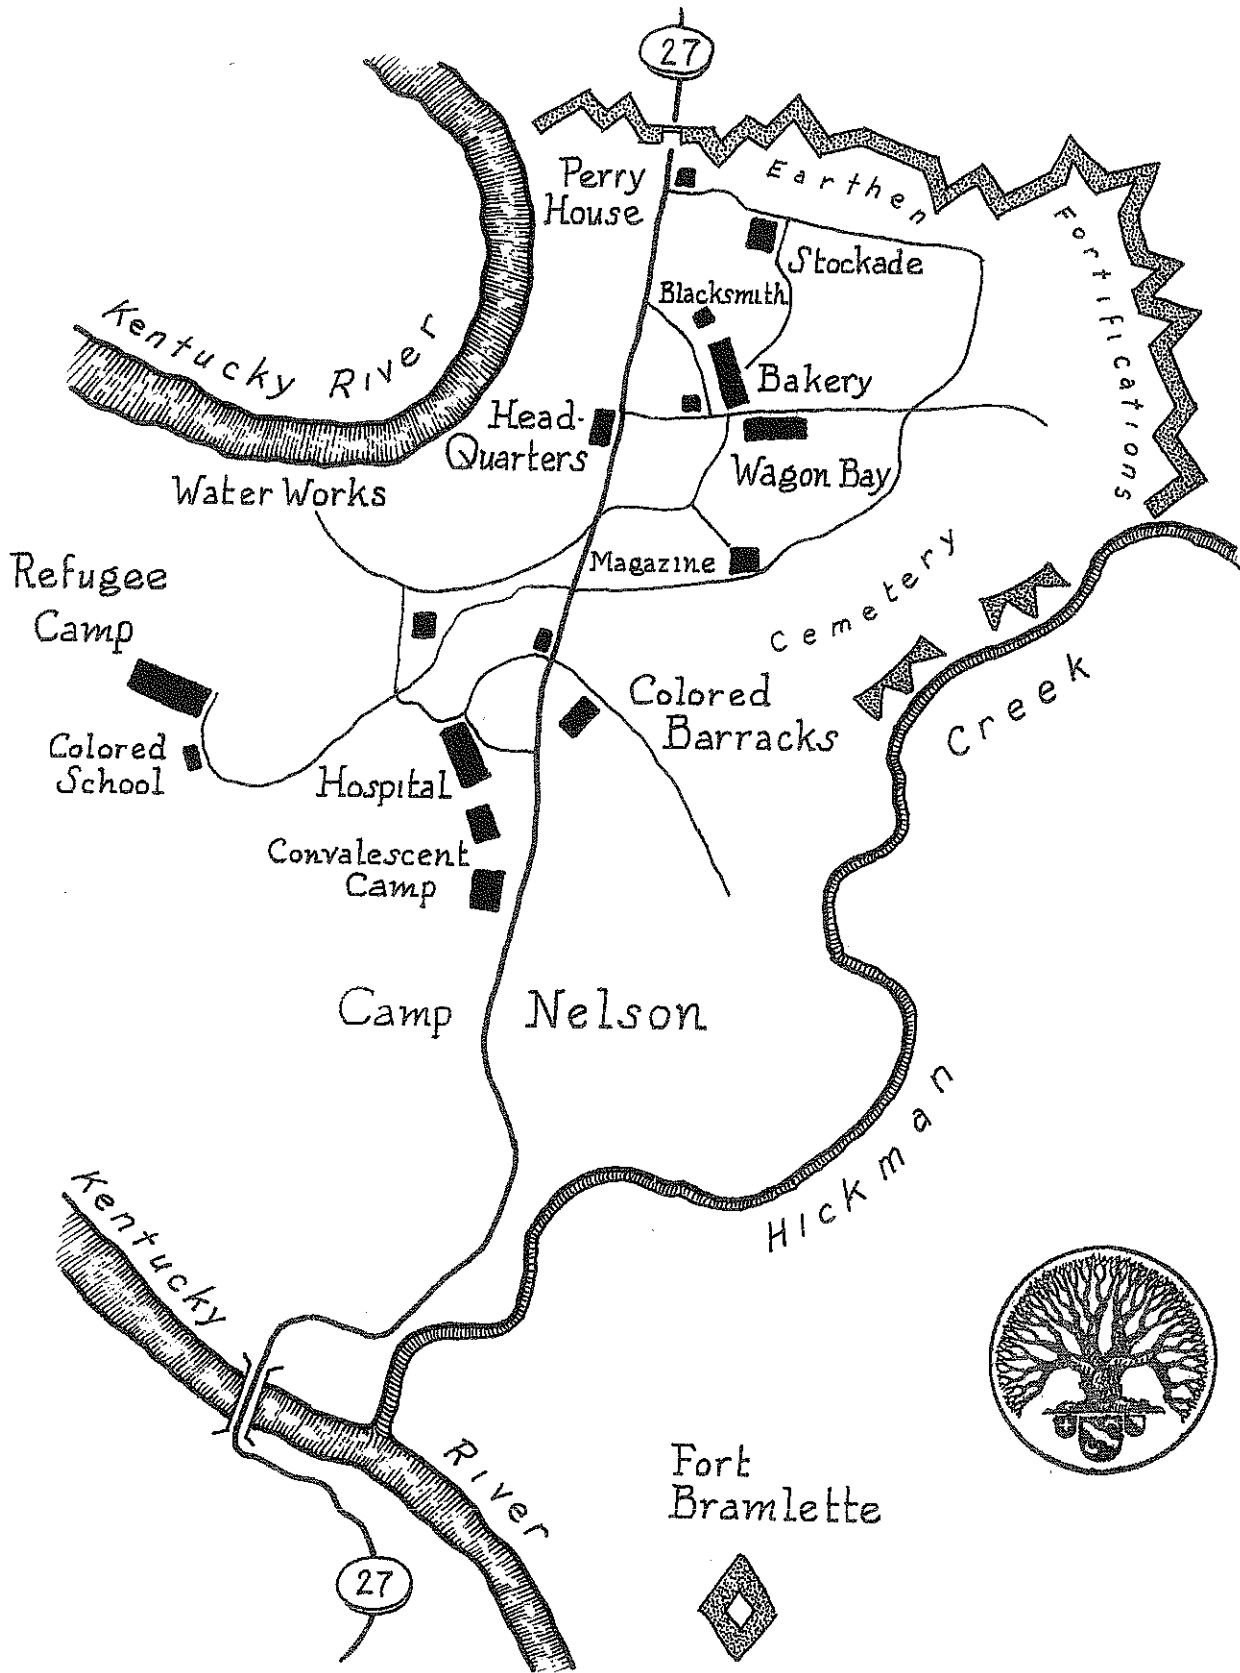 27
Perry
House
Earthen
Fortifications
Stockade
Blacksmith
Kentucky River
Bakery
Head-
Quarters
Wagon Bay
Water Works
Magazine
Cemetery
Refugee
Camp
Colored
Barracks
Creek
Colored
School
Hospital
Convalescent
Camp
Camp Nelson
Hickman
Kentucky
River
Fort
Bramlette
27